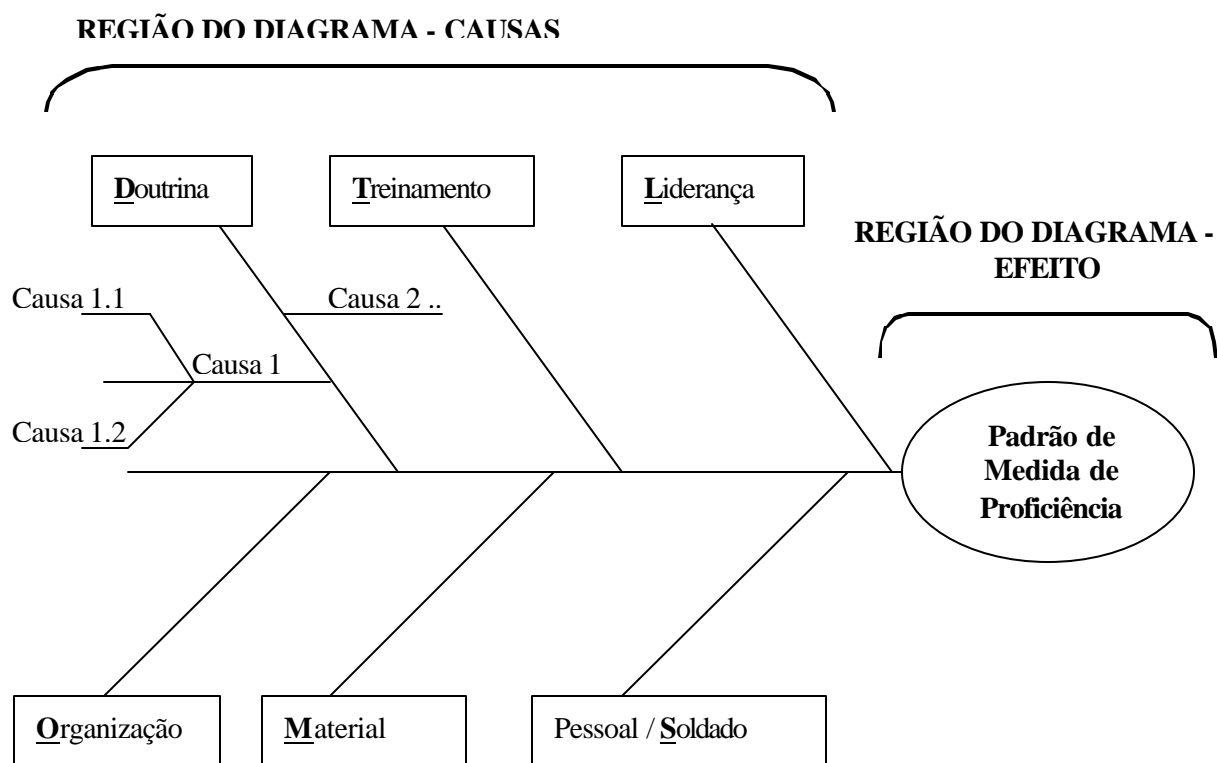 REGIÃO DO DIAGRAMA - CAUSAS
Doutrina
Treinamento
Liderança
REGIÃO DO DIAGRAMA -
EFEITO
Causa 1.1
Causa 2 ..
Causa 1
Causa 1.2
Padrão de
Medida de
Proficiência
Organização
Material
Pessoal / Soldado